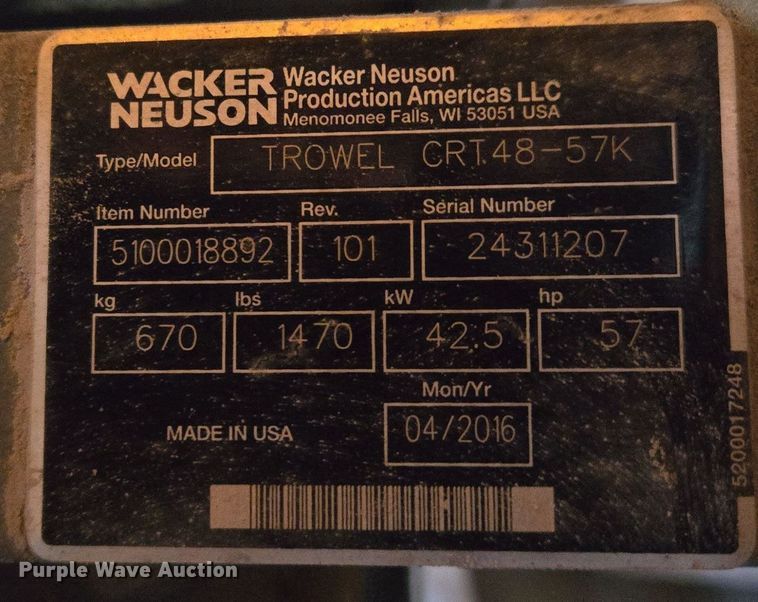 WACKER
NEUSON
Wacker Neuson
Production Americas LLC
Menomonee Falls, WI 53051 USA
Type/Model TROWEL CRT48-57K
Item Number Rev. Serial Number
5100018892 101 24311207
kg lbs kW hp
670 1470 42.5 57
Mon/Yr
MADE IN USA 04/2016
5200017248
Purple Wave Auction